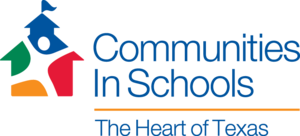 Communities
In Schools
The Heart of Texas